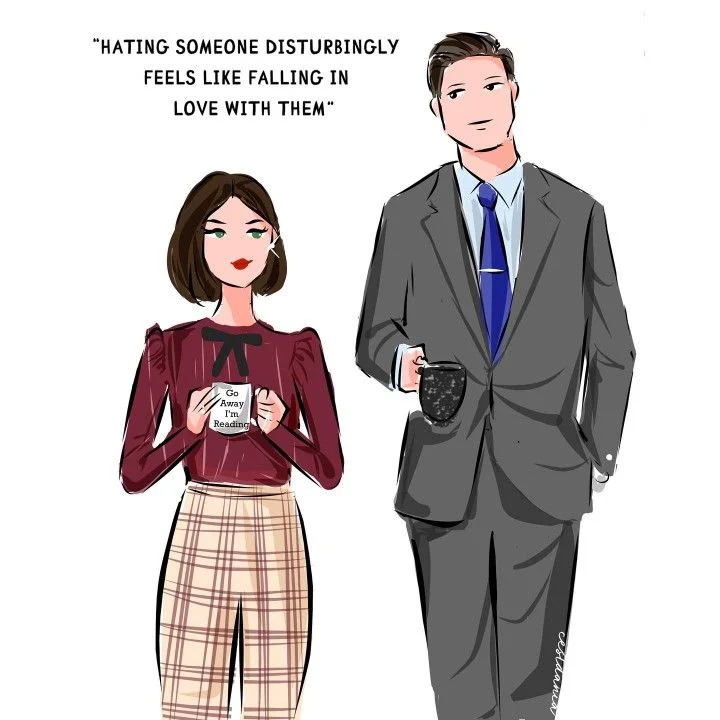 "HATING SOMEONE DISTURBINGLY
FEELS LIKE FALLING IN
LOVE WITH THEM"
Go
Away
I'm
Reading